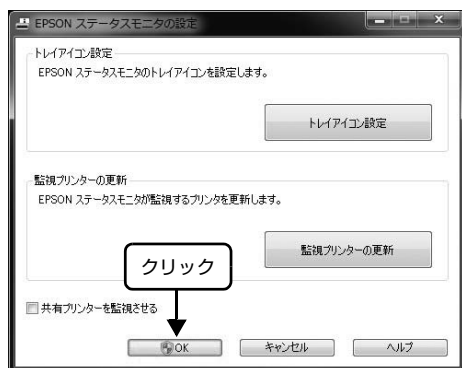 EPSON ステータスモニタの設定
トレイアイコン設定
EPSON ステータスモニタのトレイアイコンを設定します。
トレイアイコン設定
監視プリンターの更新
EPSON ステータスモニタが監視するプリンタを更新します。
監視プリンターの更新
クリック
共有プリンターを監視させる
OK
キャンセル
ヘルプ